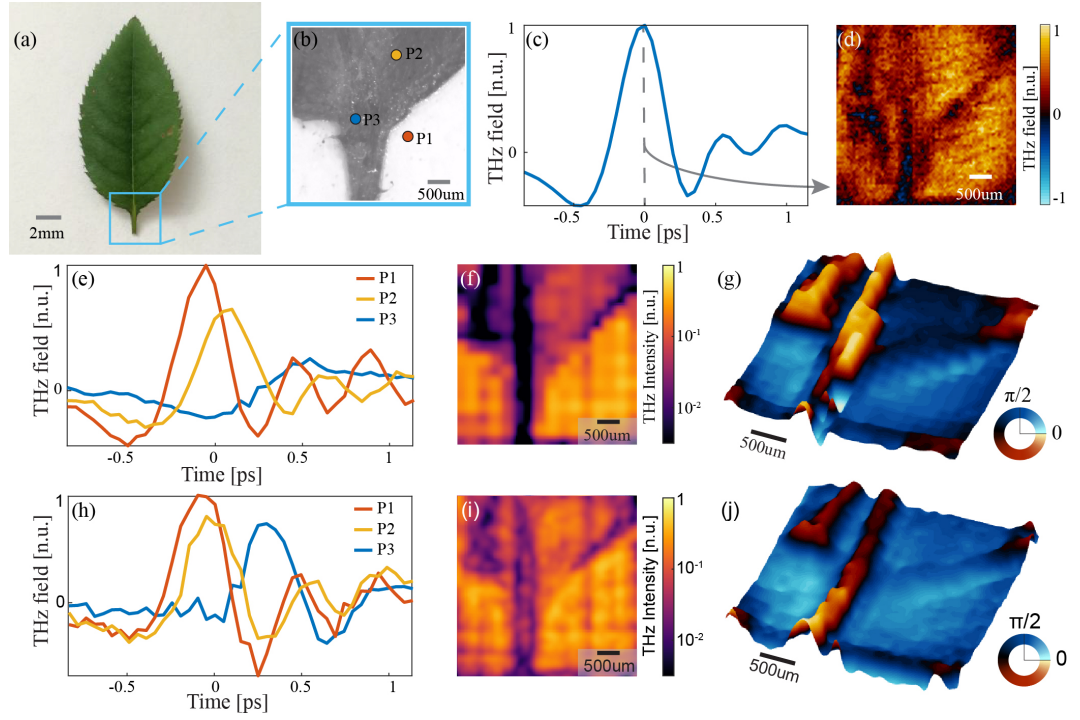 (a)
2mm
(b)
P2
P3
P1
500um
(c)
1
0
THz field [n.u.]
-0.5
0
0.5
1
Time [ps]
(d)
500um
1
0
-1
THz field [n.u.]
(e)
P1
P2
P3
1
0
THz field [n.u.]
-0.5
0
0.5
1
Time [ps]
(f)
500um
1
10-1
10-2
THz Intensity [n.u.]
(g)
500um
π/2
0
(h)
P1
P2
P3
1
0
THz field [n.u.]
-0.5
0
0.5
1
Time [ps]
(i)
500um
1
10-1
10-2
THz Intensity [n.u.]
(j)
500um
π/2
0